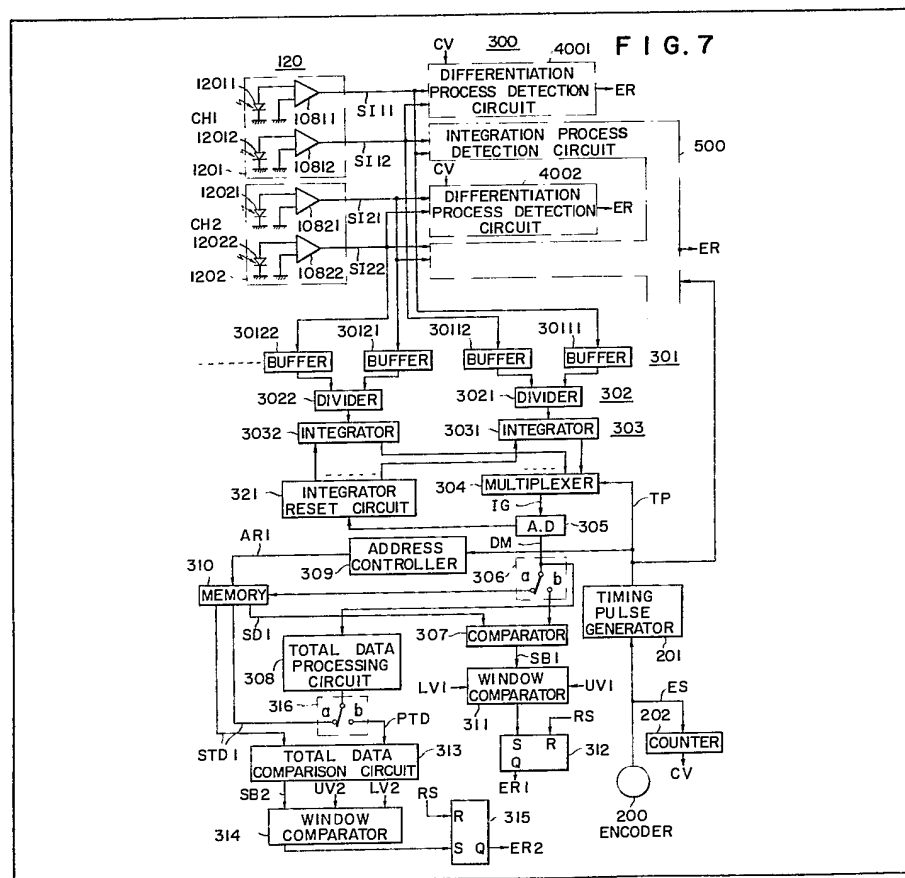 FIG. 7
120
300
CV
4001
12011
CH1
12012
1201
10811
10812
SI11
SI12
DIFFERENTIATION
PROCESS DETECTION
CIRCUIT
ER
INTEGRATION PROCESS
DETECTION CIRCUIT
500
12021
CH2
12022
1202
10821
10822
SI21
SI22
CV
4002
DIFFERENTIATION
PROCESS DETECTION
CIRCUIT
ER
ER
30122
30121
30112
30111
BUFFER
BUFFER
BUFFER
BUFFER
301
3022
DIVIDER
3021
DIVIDER
302
3032
INTEGRATOR
3031
INTEGRATOR
303
321
INTEGRATOR
RESET CIRCUIT
304
MULTIPLEXER
TP
IG
A.D
305
DM
AR1
310
309
ADDRESS
CONTROLLER
306
a
b
MEMORY
SD1
307
COMPARATOR
TIMING
PULSE
GENERATOR
201
308
TOTAL DATA
PROCESSING
CIRCUIT
SB1
LV1
WINDOW
COMPARATOR
UV1
311
ES
202
COUNTER
CV
316
a
b
PTD
STD1
RS
S
R
Q
312
ER1
TOTAL DATA
COMPARISON CIRCUIT
313
SB2
UV2
LV2
RS
200
ENCODER
314
WINDOW
COMPARATOR
R
S
Q
315
ER2